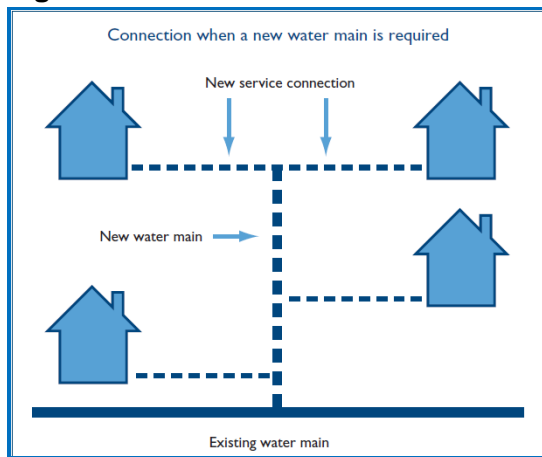 Connection when a new water main is required
New service connection
New water main
Existing water main